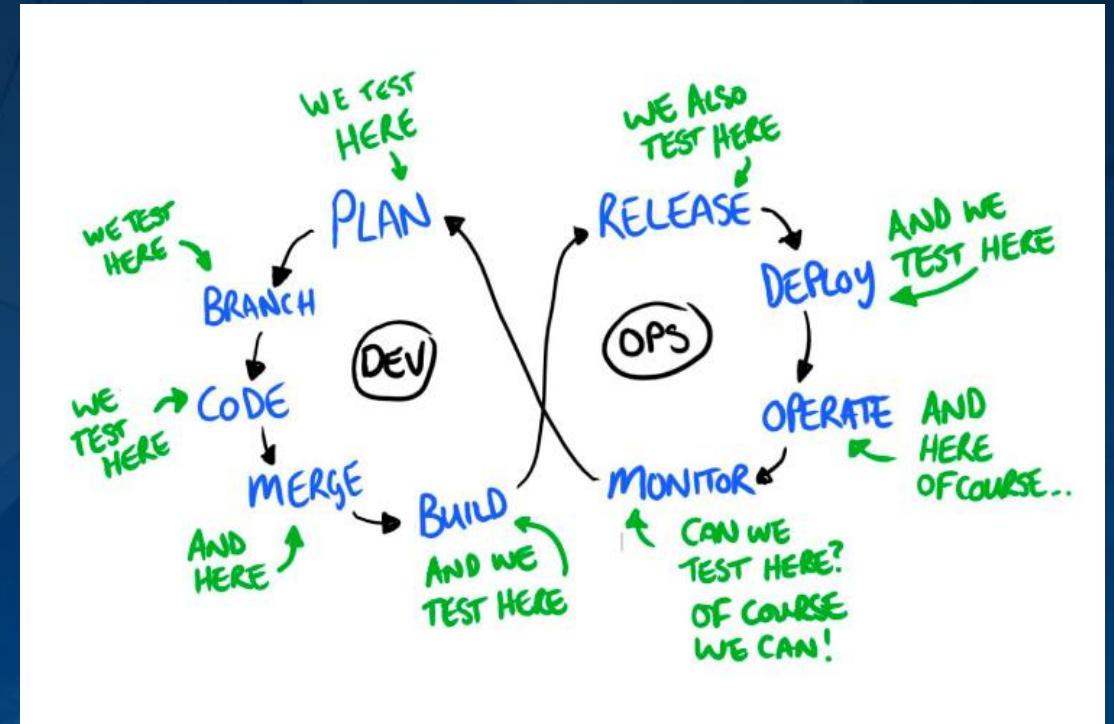 WE TEST
HERE
PLAN
WE TEST
HERE
BRANCH
DEV
WE
TEST
HERE
CODE
MERGE
AND
HERE
BUILD
AND WE
TEST HERE
WE ALSO
TEST HERE
RELEASE
AND WE
TEST HERE
DEPLOY
OPS
OPERATE
AND
HERE
OFCOURSE..
MONITOR
CAN WE
TEST HERE?
OF COURSE
WE CAN!